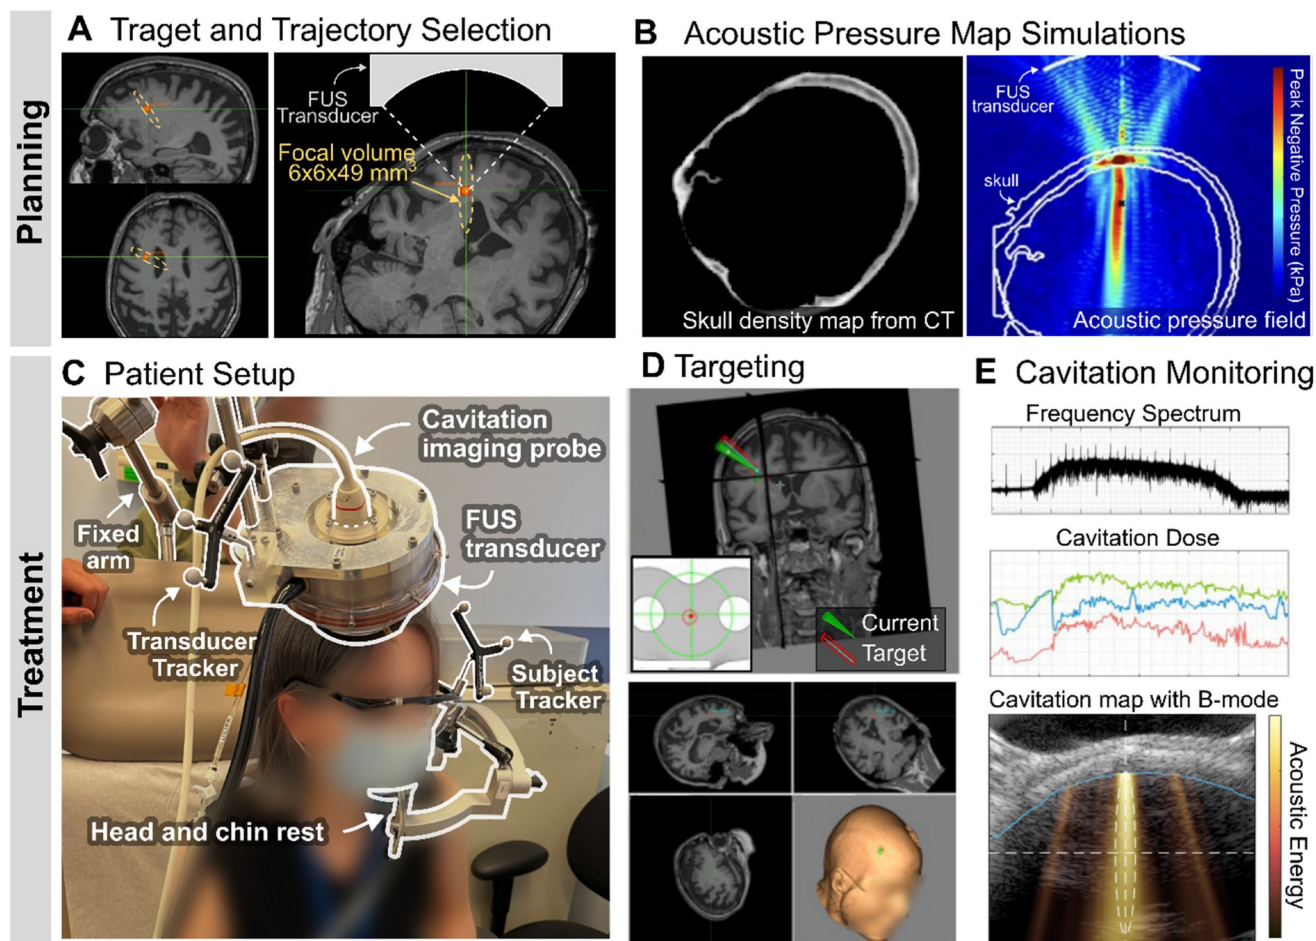 Planning
A Traget and Trajectory Selection
FUS
Transducer
Focal volume
6x6x49 mm³
B Acoustic Pressure Map Simulations
Skull density map from CT
FUS
transducer
skull
Peak Negative Pressure (kPa)
Acoustic pressure field
Treatment
C Patient Setup
Cavitation
imaging probe
Fixed
arm
FUS
transducer
Transducer
Tracker
Subject
Tracker
Head and chin rest
D Targeting
Current
Target
E Cavitation Monitoring
Frequency Spectrum
Cavitation Dose
Cavitation map with B-mode
Acoustic Energy